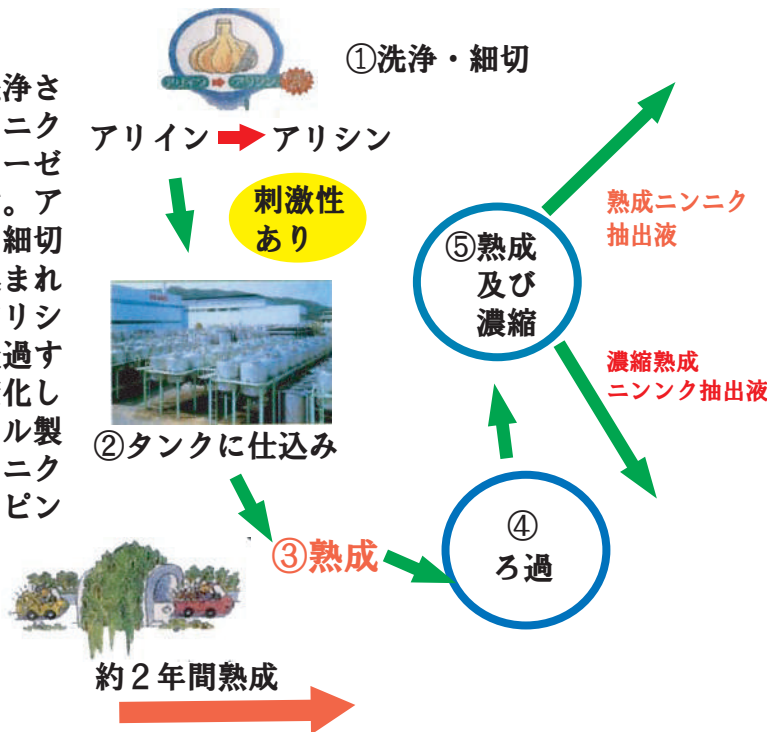 ①洗浄・細切
浄さ
ニク
ーゼ
。ア
細切
まれ
リシ
過す
化し
ル製
ニク
ピン
アリイン
アリシン
刺激性
あり
②タンクに仕込み
③熟成
約２年間熟成
④
ろ過
⑤熟成
及び
濃縮
熟成ニンニク
抽出液
濃縮熟成
ニンンク抽出液